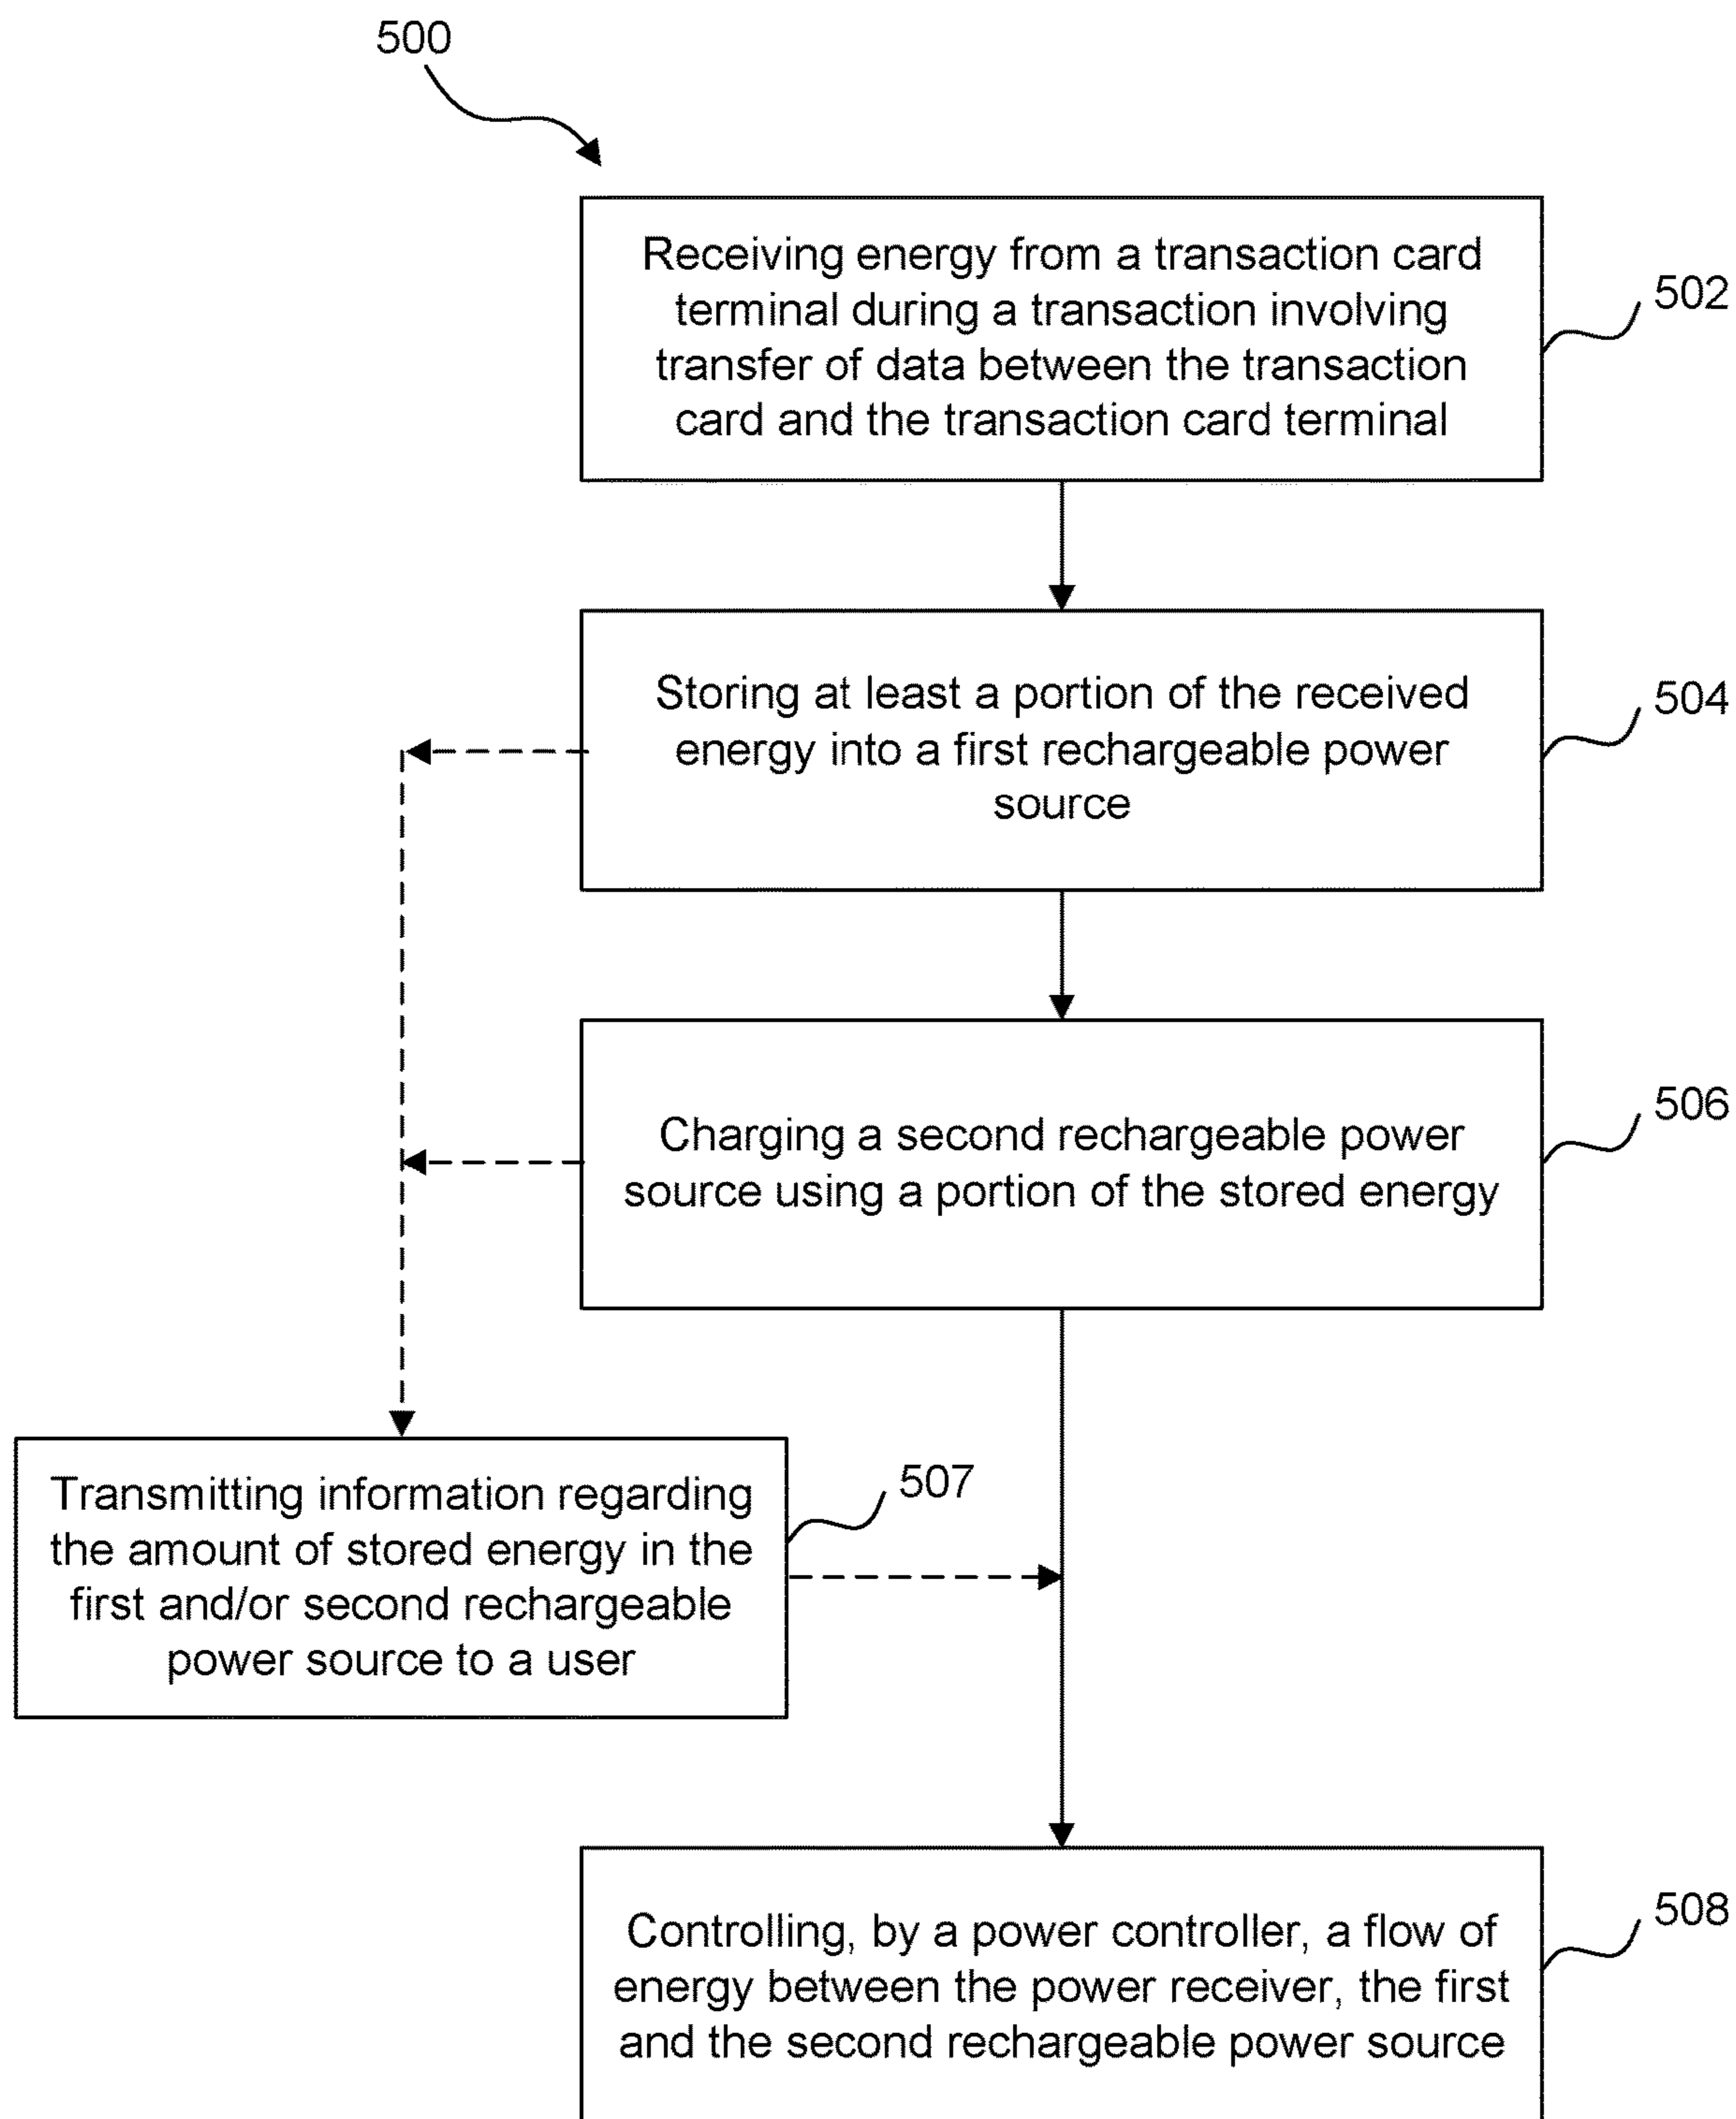 500
Receiving energy from a transaction card
terminal during a transaction involving
transfer of data between the transaction
card and the transaction card terminal
502
Storing at least a portion of the received
energy into a first rechargeable power
source
504
Charging a second rechargeable power
source using a portion of the stored energy
506
Transmitting information regarding
the amount of stored energy in the
first and/or second rechargeable
power source to a user
507
Controlling, by a power controller, a flow of
energy between the power receiver, the first
and the second rechargeable power source
508